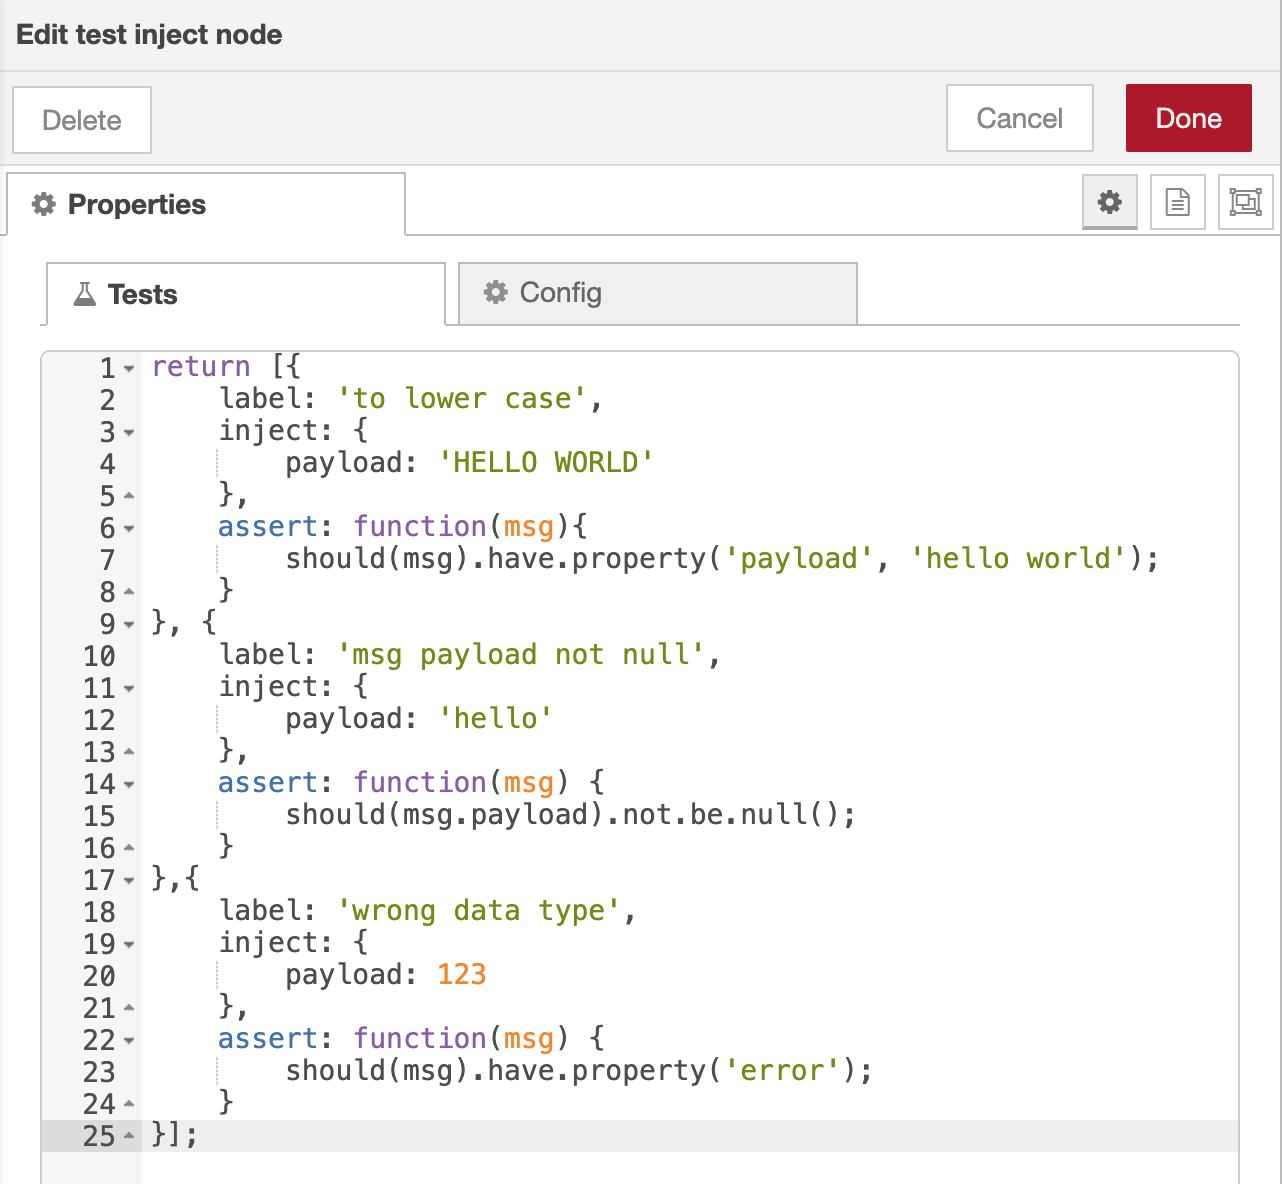 Edit test inject node
Delete Cancel Done
Properties
Tests Config
1 return [{
2     label: 'to lower case',
3     inject: {
4         payload: 'HELLO WORLD'
5     },
6     assert: function(msg){
7         should(msg).have.property('payload', 'hello world');
8     }
9 }, {
10     label: 'msg payload not null',
11     inject: {
12         payload: 'hello'
13     },
14     assert: function(msg) {
15         should(msg.payload).not.be.null();
16     }
17 },{
18     label: 'wrong data type',
19     inject: {
20         payload: 123
21     },
22     assert: function(msg) {
23         should(msg).have.property('error');
24     }
25 }];